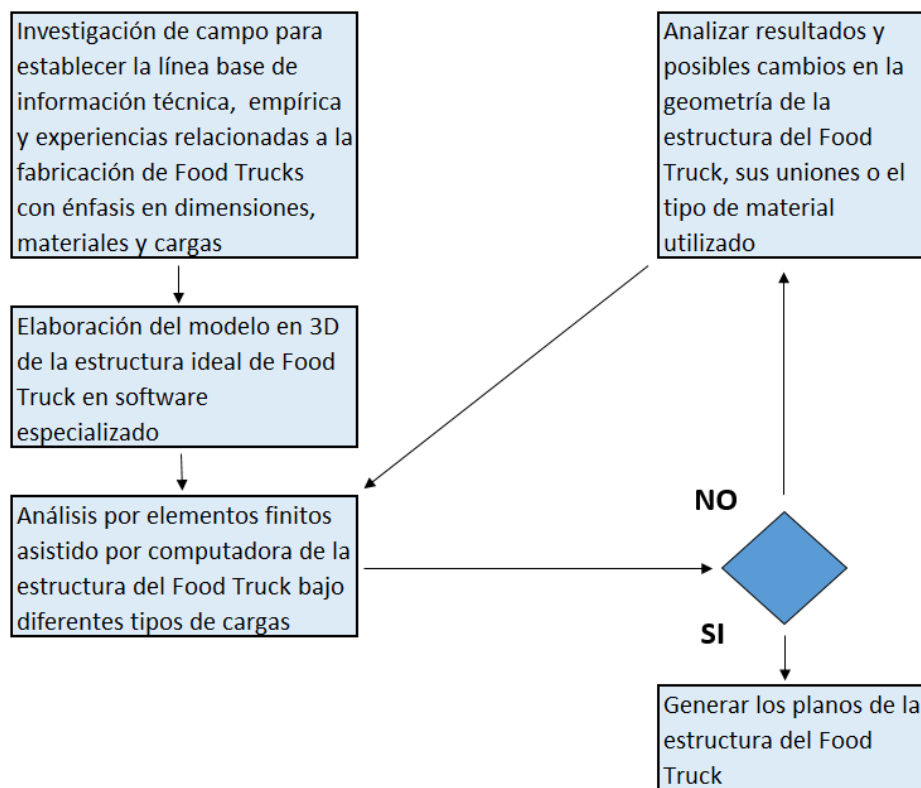 Investigación de campo para
establecer la línea base de
información técnica, empírica
y experiencias relacionadas a la
fabricación de Food Trucks
con énfasis en dimensiones,
materiales y cargas
Elaboración del modelo en 3D
de la estructura ideal de Food
Truck en software
especializado
Análisis por elementos finitos
asistido por computadora de la
estructura del Food Truck bajo
diferentes tipos de cargas
Analizar resultados y
posibles cambios en la
geometría de la
estructura del Food
Truck, sus uniones o el
tipo de material
utilizado
NO
SI
Generar los planos de la
estructura del Food
Truck